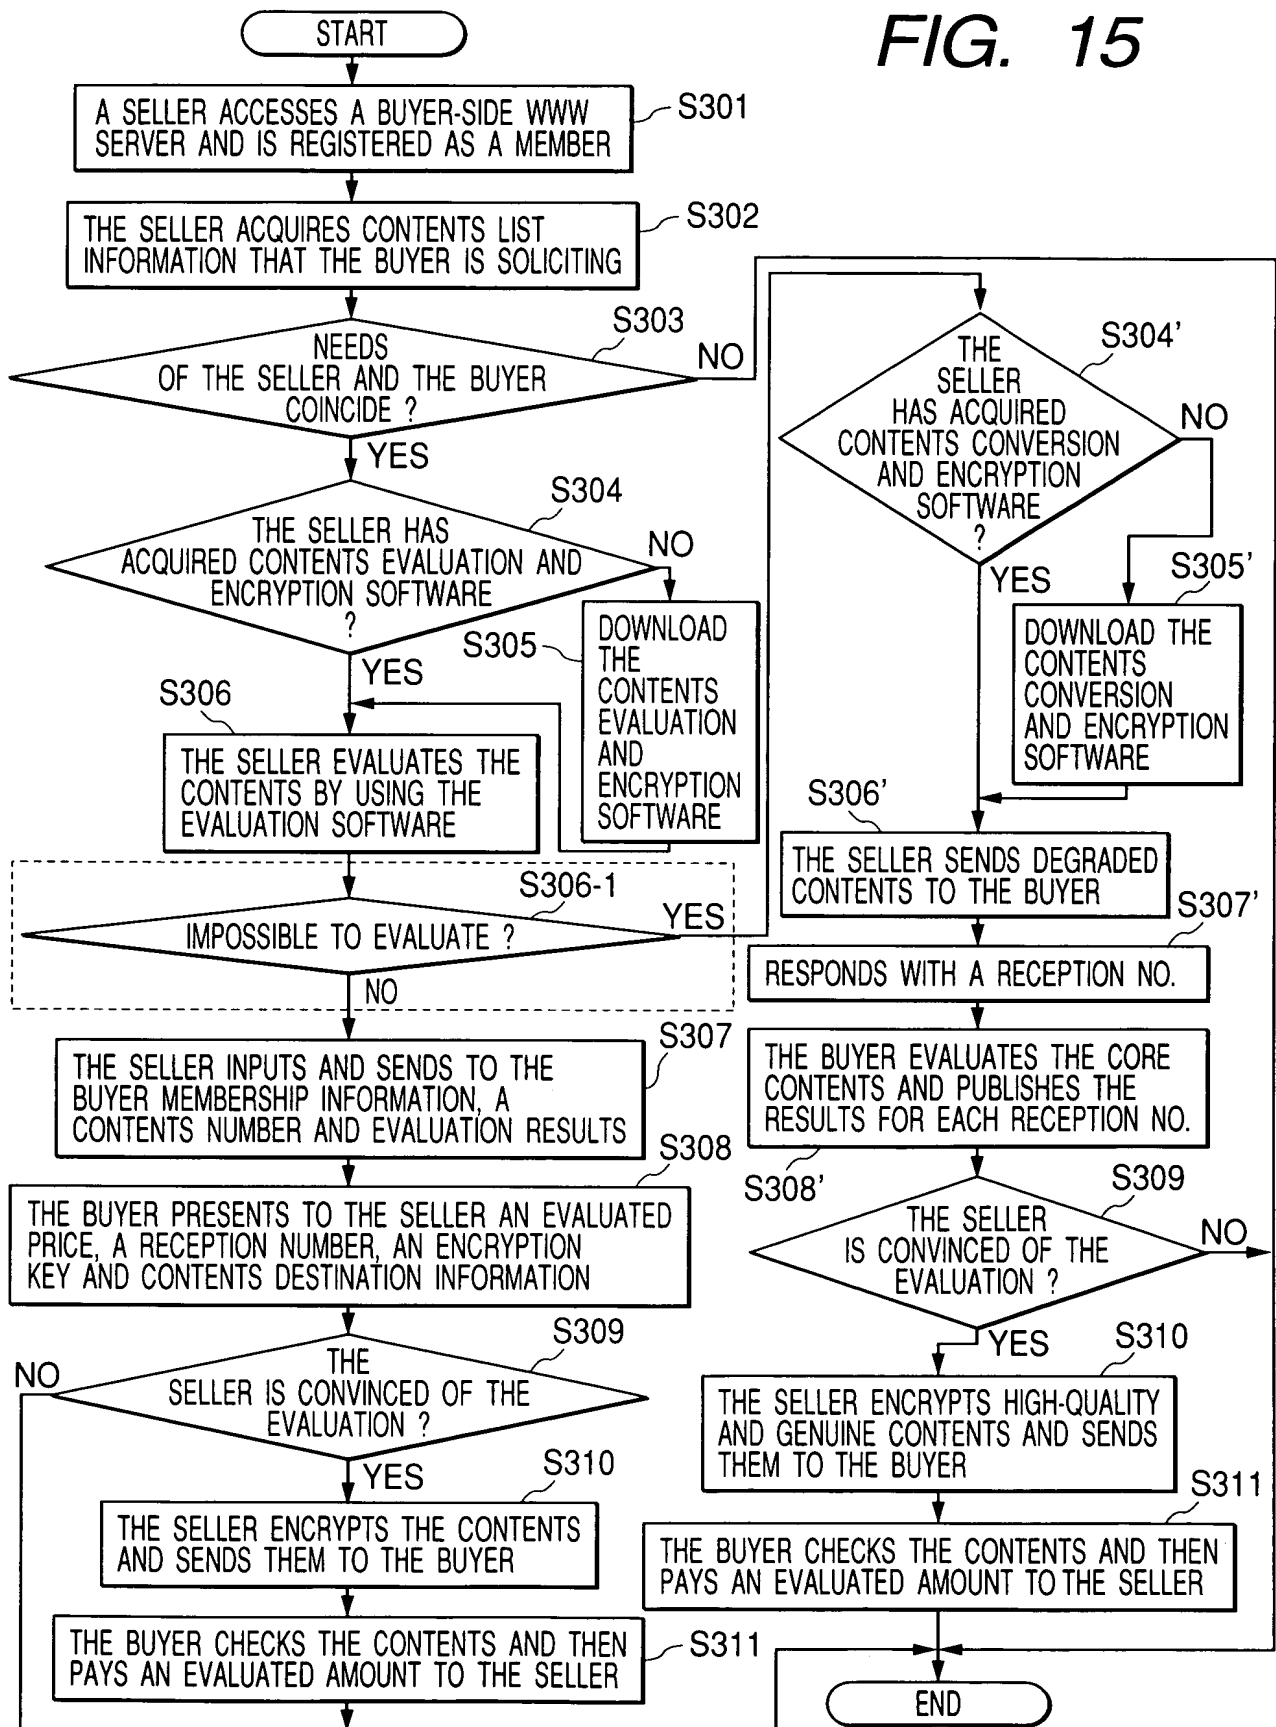 FIG. 15
START
A SELLER ACCESSES A BUYER-SIDE WWW
SERVER AND IS REGISTERED AS A MEMBER
S301
THE SELLER ACQUIRES CONTENTS LIST
INFORMATION THAT THE BUYER IS SOLICITING
S302
NEEDS
OF THE SELLER AND THE BUYER
COINCIDE ?
S303
NO
YES
THE SELLER HAS
ACQUIRED CONTENTS EVALUATION AND
ENCRYPTION SOFTWARE
?
S304
NO
YES
S305
DOWNLOAD
THE
CONTENTS
EVALUATION
AND
ENCRYPTION
SOFTWARE
S306
THE SELLER EVALUATES THE
CONTENTS BY USING THE
EVALUATION SOFTWARE
S306-1
IMPOSSIBLE TO EVALUATE ?
YES
NO
S307
THE SELLER INPUTS AND SENDS TO THE
BUYER MEMBERSHIP INFORMATION, A
CONTENTS NUMBER AND EVALUATION RESULTS
S308
THE BUYER PRESENTS TO THE SELLER AN EVALUATED
PRICE, A RECEPTION NUMBER, AN ENCRYPTION
KEY AND CONTENTS DESTINATION INFORMATION
S309
NO
THE
SELLER IS CONVINCED OF THE
EVALUATION ?
YES
S310
THE SELLER ENCRYPTS THE CONTENTS
AND SENDS THEM TO THE BUYER
THE BUYER CHECKS THE CONTENTS AND THEN
PAYS AN EVALUATED AMOUNT TO THE SELLER
S311
S304'
THE
SELLER
HAS ACQUIRED
CONTENTS CONVERSION
AND ENCRYPTION
SOFTWARE
?
NO
YES
S305'
DOWNLOAD THE
CONTENTS
CONVERSION
AND ENCRYPTION
SOFTWARE
S306'
THE SELLER SENDS DEGRADED
CONTENTS TO THE BUYER
S307'
RESPONDS WITH A RECEPTION NO.
THE BUYER EVALUATES THE CORE
CONTENTS AND PUBLISHES THE
RESULTS FOR EACH RECEPTION NO.
S308'
S309
THE SELLER
IS CONVINCED OF THE
EVALUATION ?
NO
YES
S310
THE SELLER ENCRYPTS HIGH-QUALITY
AND GENUINE CONTENTS AND SENDS
THEM TO THE BUYER
S311
THE BUYER CHECKS THE CONTENTS AND THEN
PAYS AN EVALUATED AMOUNT TO THE SELLER
END